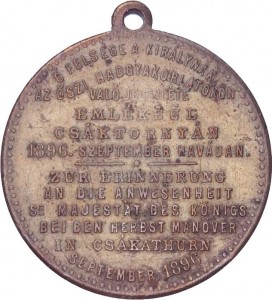 Ő FELSÉGE A KIRÁLYNAK
AZ ŐSZI HADGYAKORLATOKON
VALÓ JELENLÉTE
EMLÉKÉÜL
CSÁKTORNYÁN
1896. SZEPTEMBER HAVÁBAN.
ZUR ERINNERUNG
AN DIE ANWESENHEIT
SR MAJESTÄT DES KÖNIGS
BEI DEN HERBST MANÖVER
IN CSAKATHURN
SEPTEMBER 1896